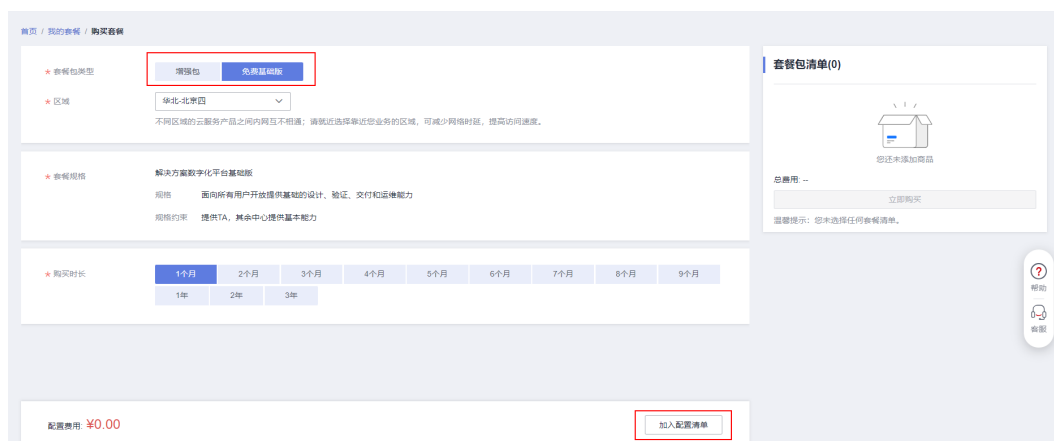 首页 / 我的套餐 / 购买套餐
★ 套餐包类型 增强包 免费基础版
★ 区域 华北-北京四
不同区域的云服务产品之间内网互不相通；请就近选择靠近您业务的区域，可减少网络时延，提高访问速度。
★ 套餐规格 解决方案数字化平台基础版
规格 面向所有用户开放提供基础的设计、验证、交付和运维能力
规格约束 提供TA，其余中心提供基本能力
★ 购买时长 1个月 2个月 3个月 4个月 5个月 6个月 7个月 8个月 9个月
1年 2年 3年
配置费用: ¥0.00 加入配置清单
套餐包清单(0)
您还未添加商品
总费用: --
立即购买
温馨提示：您未选择任何套餐清单。
帮助
客服